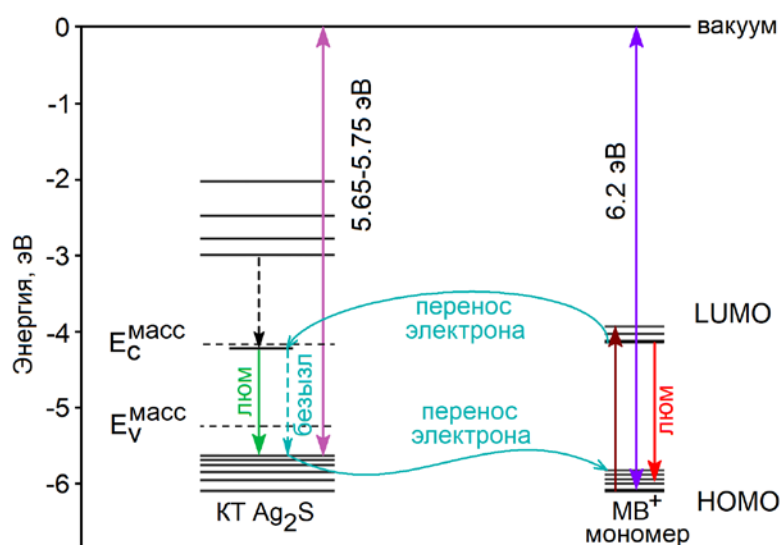 0
вакуум
-1
-2
-3
-4
-5
-6
Энергия, эВ
5.65-5.75 эВ
6.2 эВ
E_C^масс
E_V^масс
люм
безызл
перенос
электрона
перенос
электрона
LUMO
люм
HOMO
КТ Ag₂S
MB⁺
мономер